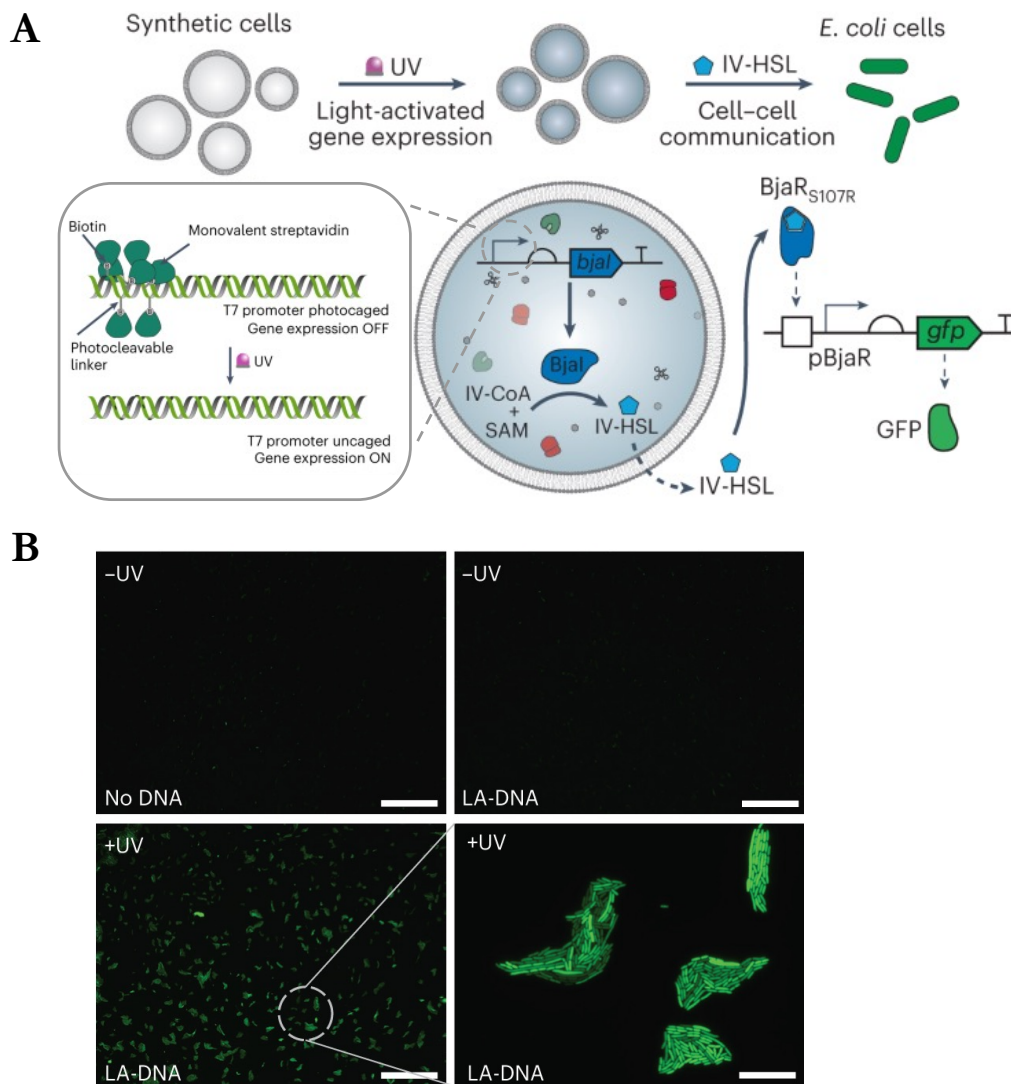 A
Synthetic cells
UV
Light-activated
gene expression
IV-HSL
Cell–cell
communication
E. coli cells
Biotin
Monovalent streptavidin
T7 promoter photocaged
Gene expression OFF
Photocleavable
linker
UV
T7 promoter uncaged
Gene expression ON
bjaI
BjaI
IV-CoA
+
SAM
IV-HSL
IV-HSL
BjaRS107R
pBjaR
gfp
GFP
B
–UV
No DNA
–UV
LA-DNA
+UV
LA-DNA
+UV
LA-DNA